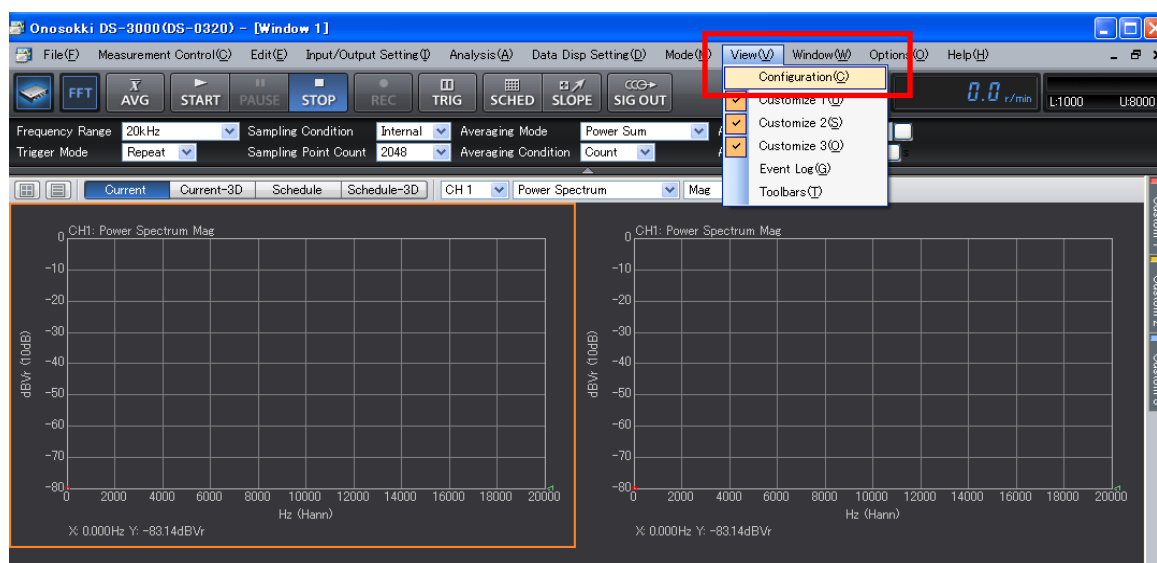 Onosokki DS-3000(DS-0320) - [Window 1]
File(F) Measurement Control(C) Edit(E) Input/Output Setting(I) Analysis(A) Data Disp Setting(D) Mode(M) View(V) Window(W) Options(O) Help(H)
FFT AVG START PAUSE STOP REC TRIG SCHED SLOPE SIG OUT 0.0 r/min L:1000 U:8000
Configuration(C)
Customize 1(U)
Customize 2(S)
Customize 3(O)
Event Log(G)
Toolbars(T)
Frequency Range 20kHz Sampling Condition Internal Averaging Mode Power Sum
Trigger Mode Repeat Sampling Point Count 2048 Averaging Condition Count
Current Current-3D Schedule Schedule-3D CH 1 Power Spectrum Mag
CH1: Power Spectrum Mag
0
-10
-20
-30
-40
-50
-60
-70
-80
dBVr (10dB)
0 2000 4000 6000 8000 10000 12000 14000 16000 18000 20000
Hz (Hann)
X: 0.000Hz Y: -83.14dBVr
CH1: Power Spectrum Mag
0
-10
-20
-30
-40
-50
-60
-70
-80
dBVr (10dB)
0 2000 4000 6000 8000 10000 12000 14000 16000 18000 20000
Hz (Hann)
X: 0.000Hz Y: -83.14dBVr